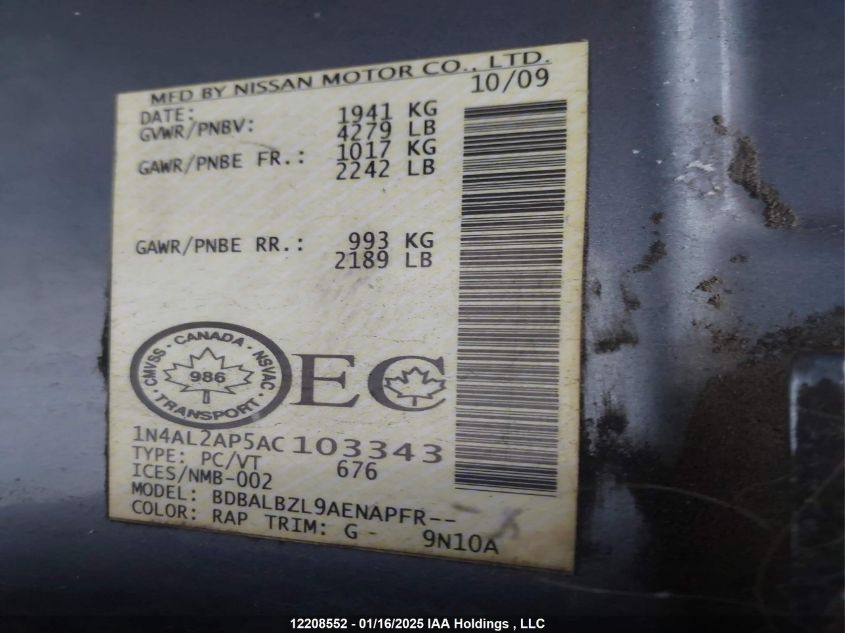 MFD BY NISSAN MOTOR CO., LTD.
DATE: 10/09
GVWR/PNBV: 1941 KG
4279 LB
GAWR/PNBE FR.: 1017 KG
2242 LB
GAWR/PNBE RR.: 993 KG
2189 LB
CANADA
CMVSS · NSVAC
986
TRANSPORT
EC
1N4AL2AP5AC103343
TYPE: PC/VT 676
ICES/NMB-002
MODEL: BDBALBZL9AENAPFR--
COLOR: RAP TRIM: G - 9N10A
12208552 - 01/16/2025 IAA Holdings , LLC